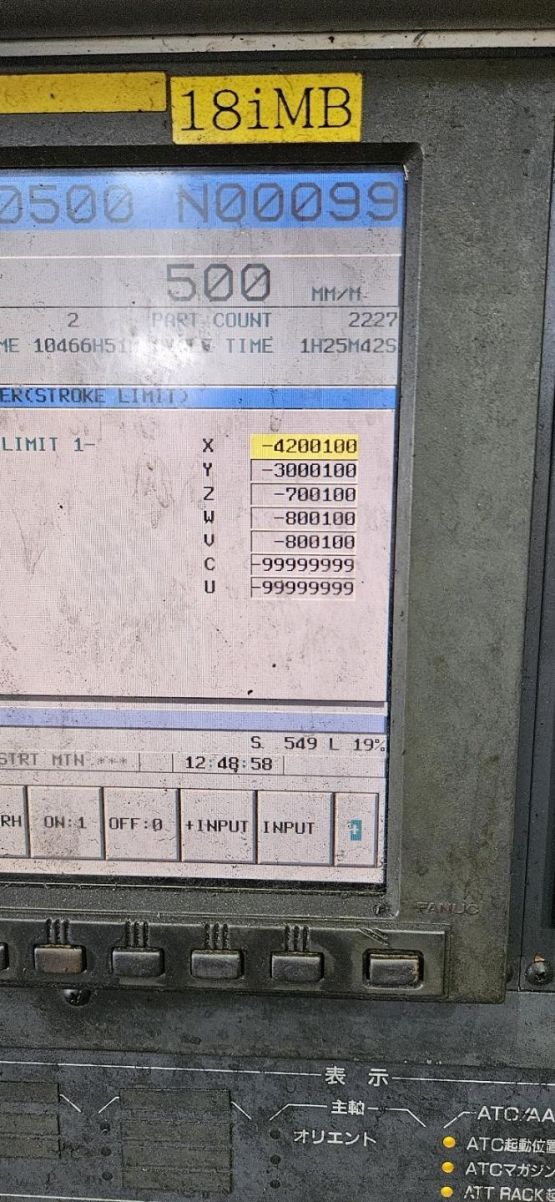 18iMB
0500 N00099
500 MM/M
2 PART COUNT 2227
ME 10466H51 TIME 1H25M42S
ER(STROKE LIMIT)
LIMIT 1-
X -4200100
Y -3000100
Z -700100
W -800100
V -800100
C -99999999
U -99999999
S 549 L 19%
STRT MTN *** 12:48:58
RH ON:1 OFF:0 +INPUT INPUT +
FANUC
表示
主軸 ATC/AA
オリエント ATC起動位置
ATCマガジン
ATT RACK